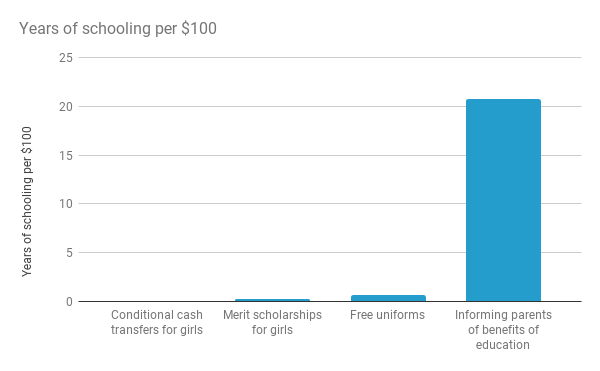 Years of schooling per $100
Years of schooling per $100
25
20
15
10
5
0
Conditional cash
transfers for girls
Merit scholarships
for girls
Free uniforms
Informing parents
of benefits of
education